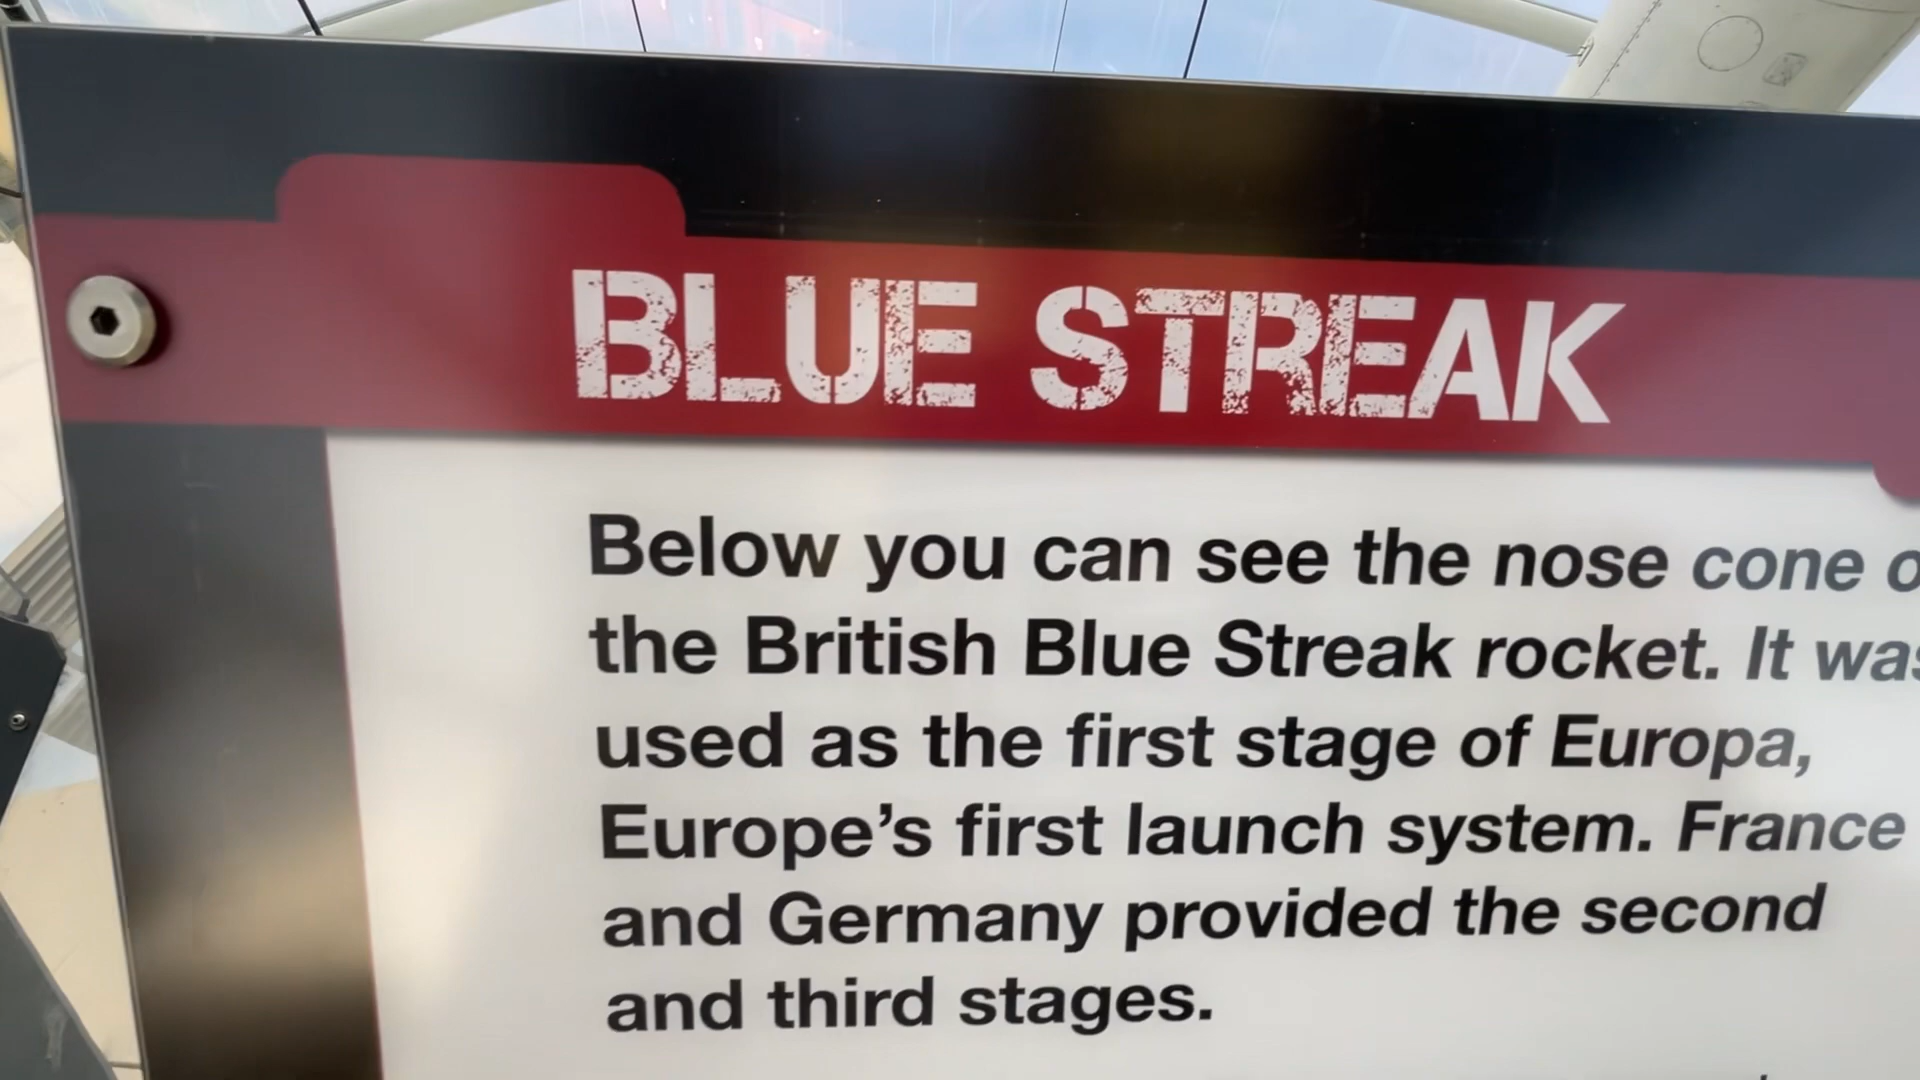 BLUE STREAK
Below you can see the nose cone
the British Blue Streak rocket. It was
used as the first stage of Europa,
Europe's first launch system. France
and Germany provided the second
and third stages.